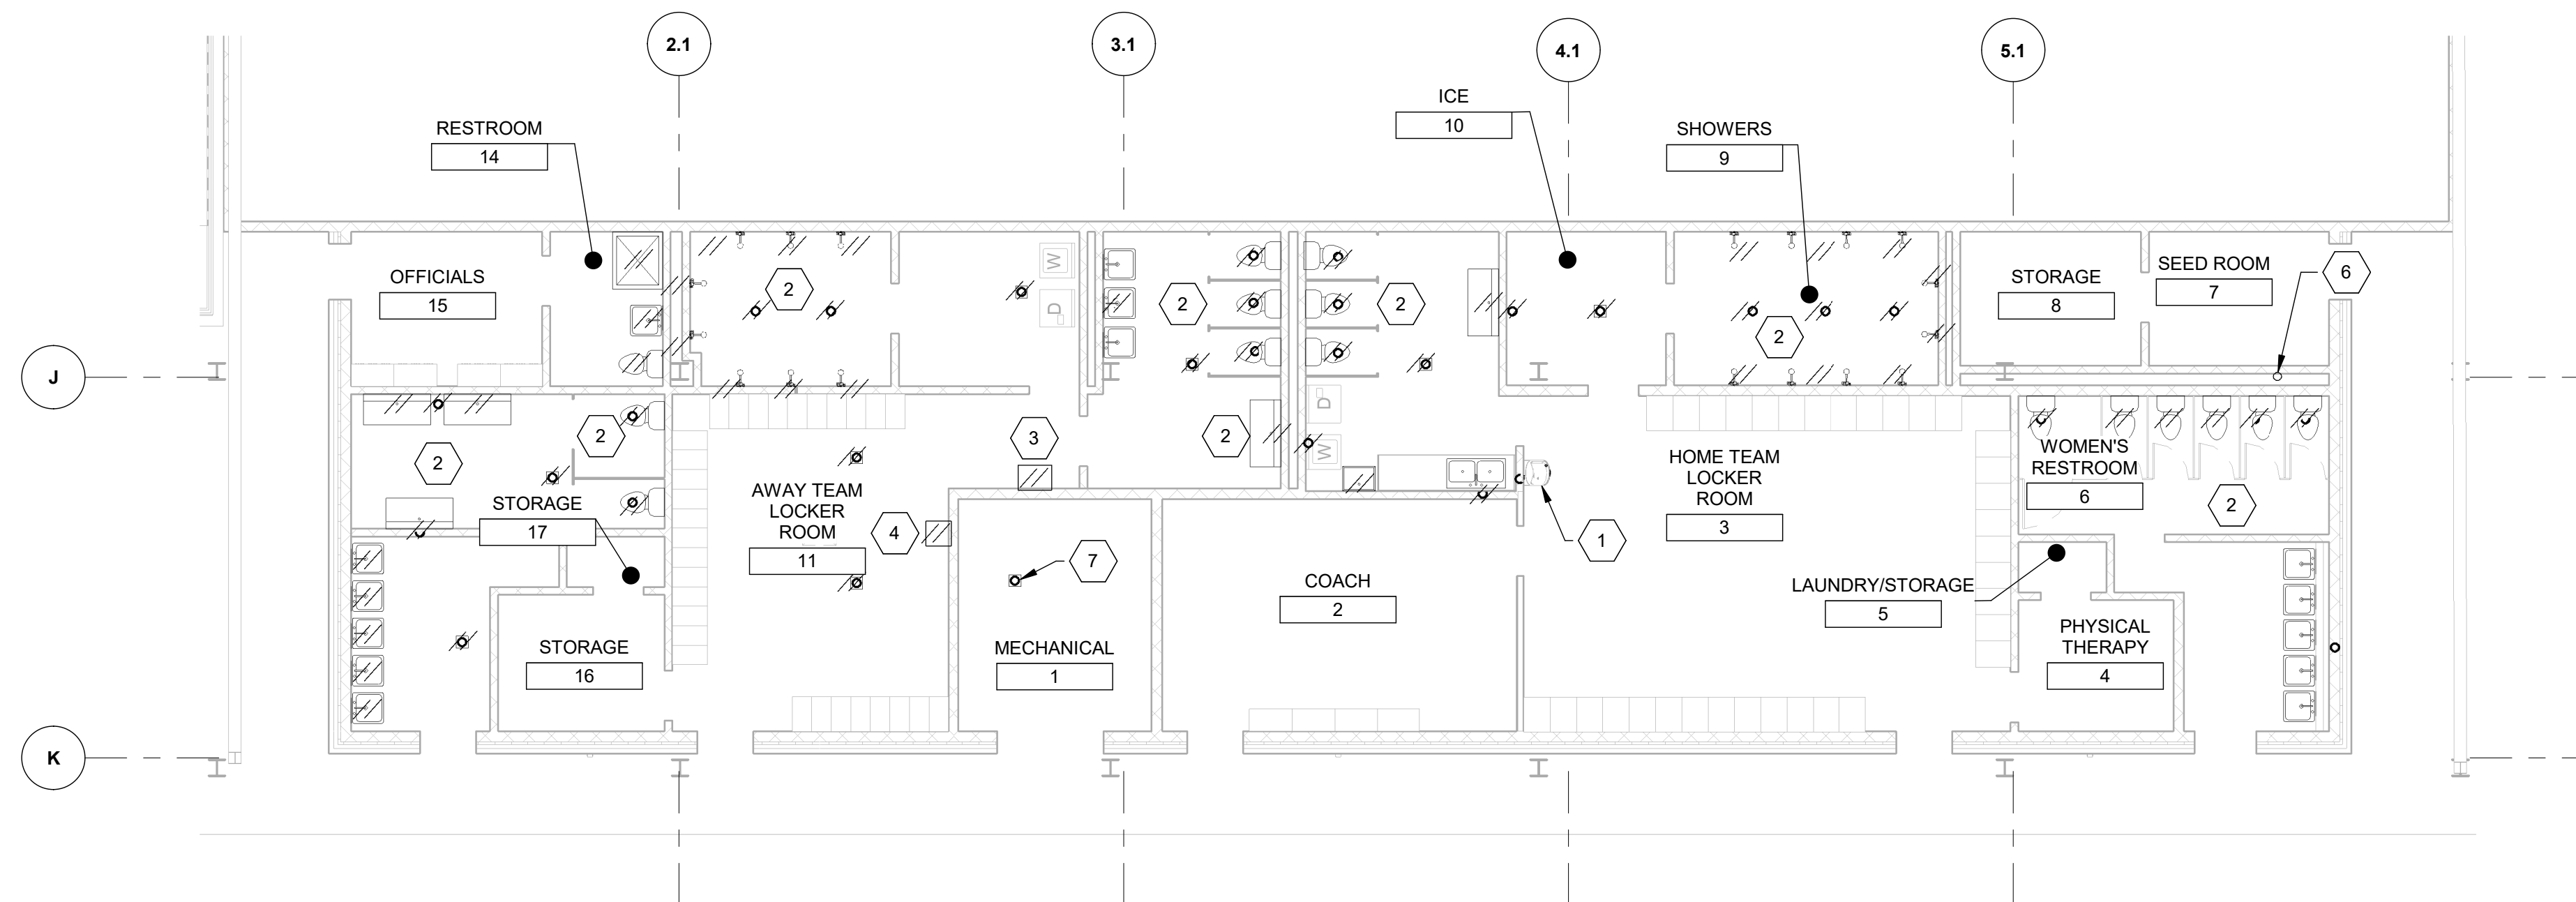 2.1
3.1
4.1
5.1
ICE
10
RESTROOM
14
SHOWERS
9
OFFICIALS
15
2
W
D
2
2
2
STORAGE
8
SEED ROOM
7
6
J
2
2
3
2
D
W
HOME TEAM
LOCKER
ROOM
3
WOMEN'S
RESTROOM
6
2
STORAGE
17
AWAY TEAM
LOCKER
ROOM
11
4
1
7
COACH
2
LAUNDRY/STORAGE
5
STORAGE
16
MECHANICAL
1
PHYSICAL
THERAPY
4
K